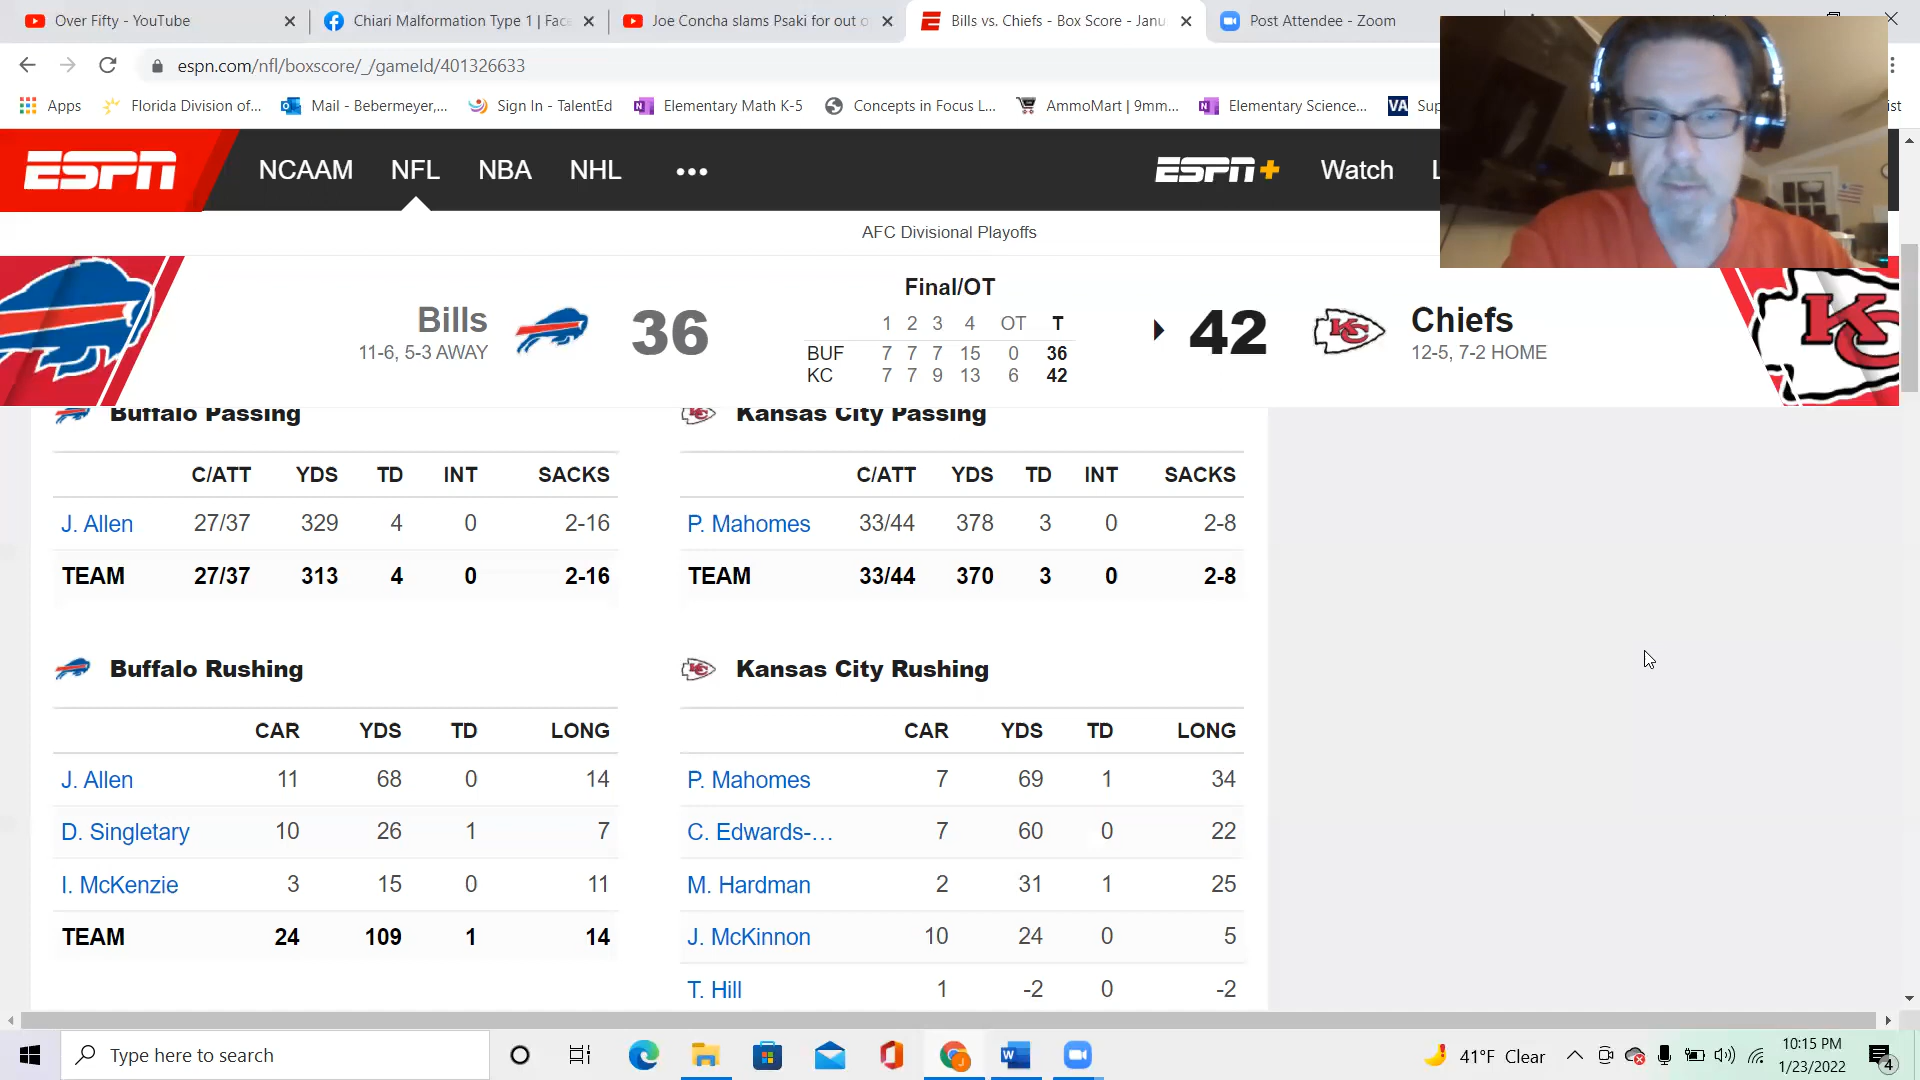 Over Fifty - YouTube
Chiari Malformation Type 1 | Fac
Joe Concha slams Psaki for out o
Bills vs. Chiefs - Box Score - Janu
Post Attendee - Zoom
espn.com/nfl/boxscore/_/gameId/401326633
Apps
Florida Division of...
Mail - Bebermeyer,...
Sign In - TalentEd
Elementary Math K-5
Concepts in Focus L...
AmmoMart | 9mm...
Elementary Science...
VA
Sup
ist
ESPN
NCAAM NFL NBA NHL •••
ESPN+
Watch
AFC Divisional Playoffs
Bills
11-6, 5-3 AWAY
36
Final/OT
1 2 3 4 OT T
BUF 7 7 7 15 0 36
KC 7 7 9 13 6 42
42
Chiefs
12-5, 7-2 HOME
KC
KC
Buffalo Passing
C/ATT YDS TD INT SACKS
J. Allen 27/37 329 4 0 2-16
TEAM 27/37 313 4 0 2-16
Kansas City Passing
C/ATT YDS TD INT SACKS
P. Mahomes 33/44 378 3 0 2-8
TEAM 33/44 370 3 0 2-8
Buffalo Rushing
CAR YDS TD LONG
J. Allen 11 68 0 14
D. Singletary 10 26 1 7
I. McKenzie 3 15 0 11
TEAM 24 109 1 14
Kansas City Rushing
CAR YDS TD LONG
P. Mahomes 7 69 1 34
C. Edwards-... 7 60 0 22
M. Hardman 2 31 1 25
J. McKinnon 10 24 0 5
T. Hill 1 -2 0 -2
Type here to search
41°F Clear
10:15 PM
1/23/2022
4